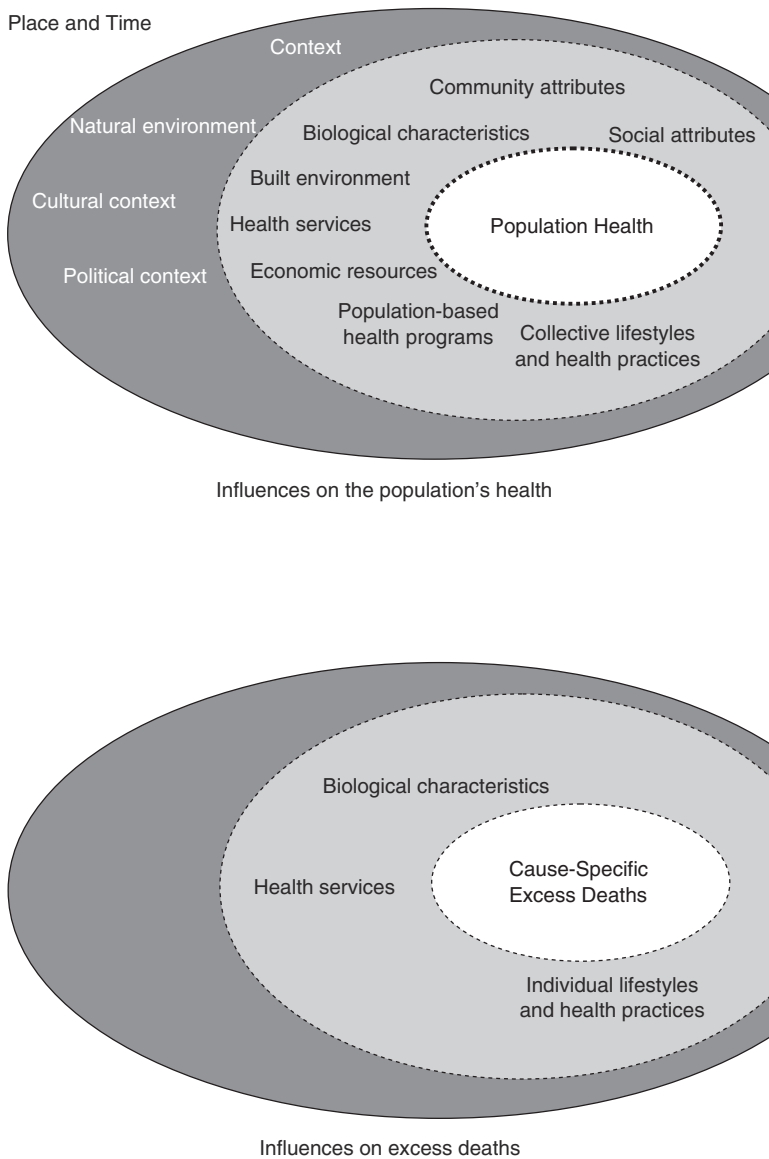 Place and Time
Context
Community attributes
Natural environment
Biological characteristics
Social attributes
Built environment
Cultural context
Health services
Population Health
Political context
Economic resources
Population-based
health programs
Collective lifestyles
and health practices
Influences on the population’s health
Biological characteristics
Cause-Specific
Excess Deaths
Health services
Individual lifestyles
and health practices
Influences on excess deaths